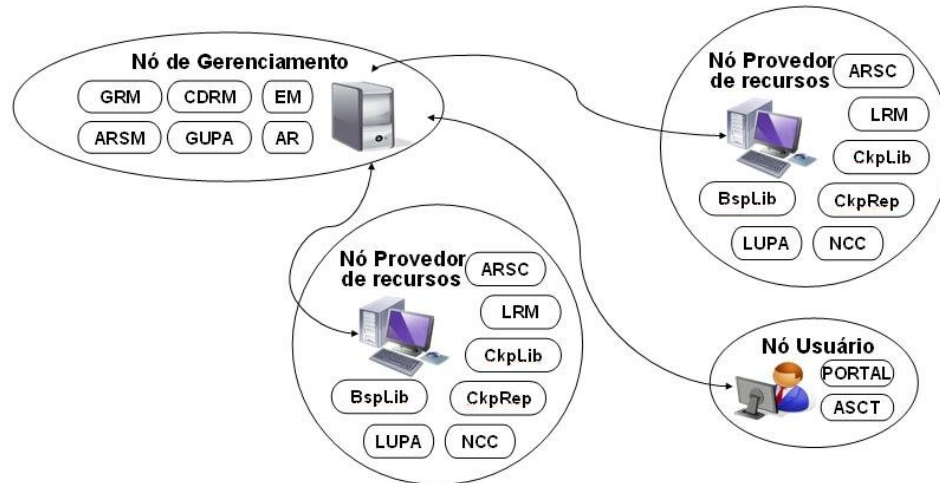 Nó de Gerenciamento
GRM
CDRM
EM
ARSM
GUPA
AR
Nó Provedor
de recursos
ARSC
LRM
CkpLib
BspLib
CkpRep
LUPA
NCC
Nó Provedor
de recursos
ARSC
LRM
CkpLib
BspLib
CkpRep
LUPA
NCC
Nó Usuário
PORTAL
ASCT